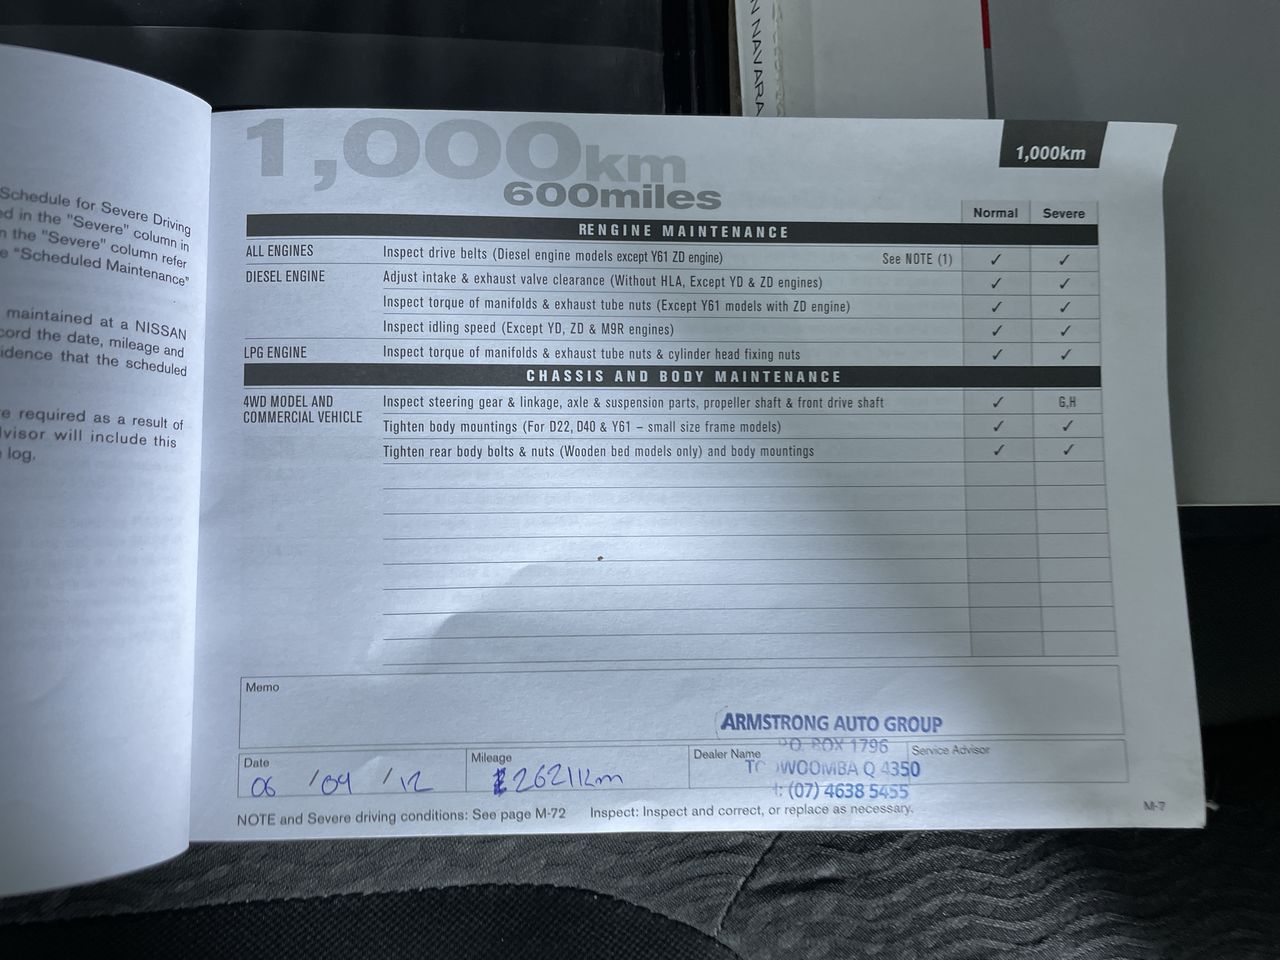 N NAVARA
Schedule for Severe Driving
ed in the "Severe" column in
n the "Severe" column refer
e "Scheduled Maintenance"
maintained at a NISSAN
cord the date, mileage and
idence that the scheduled
e required as a result of
dvisor will include this
log.
1,000km
600miles
1,000km
Normal Severe
RENGINE MAINTENANCE
ALL ENGINES Inspect drive belts (Diesel engine models except Y61 ZD engine) See NOTE (1) ✓ ✓
DIESEL ENGINE Adjust intake & exhaust valve clearance (Without HLA, Except YD & ZD engines) ✓ ✓
Inspect torque of manifolds & exhaust tube nuts (Except Y61 models with ZD engine) ✓ ✓
Inspect idling speed (Except YD, ZD & M9R engines) ✓ ✓
LPG ENGINE Inspect torque of manifolds & exhaust tube nuts & cylinder head fixing nuts ✓ ✓
CHASSIS AND BODY MAINTENANCE
4WD MODEL AND Inspect steering gear & linkage, axle & suspension parts, propeller shaft & front drive shaft ✓ G,H
COMMERCIAL VEHICLE
Tighten body mountings (For D22, D40 & Y61 – small size frame models) ✓ ✓
Tighten rear body bolts & nuts (Wooden bed models only) and body mountings ✓ ✓
Memo
ARMSTRONG AUTO GROUP
P.O. BOX 1796
TOOWOOMBA Q 4350
t: (07) 4638 5455
Date Mileage Dealer Name Service Advisor
06 /09 /12 2621km
NOTE and Severe driving conditions: See page M-72 Inspect: Inspect and correct, or replace as necessary.
M-7